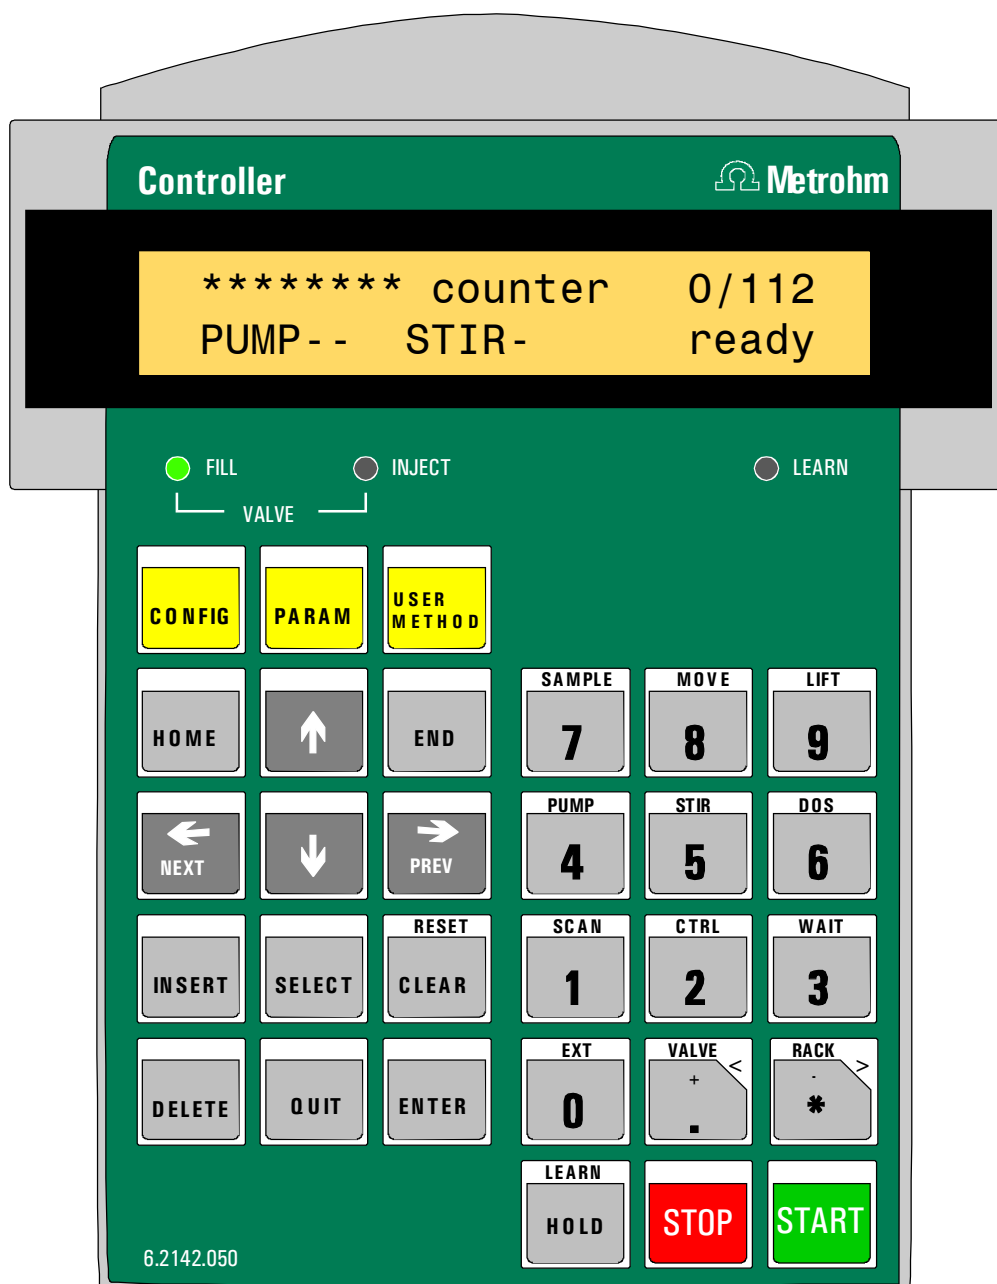 Controller Metrohm
******** counter 0/112
PUMP-- STIR- ready
FILL INJECT LEARN
VALVE
CONFIG PARAM USER METHOD
SAMPLE MOVE LIFT
HOME END 7 8 9
PUMP STIR DOS
NEXT PREV 4 5 6
RESET SCAN CTRL WAIT
INSERT SELECT CLEAR 1 2 3
EXT VALVE < RACK >
+ -
DELETE QUIT ENTER 0 . *
LEARN
HOLD STOP START
6.2142.050